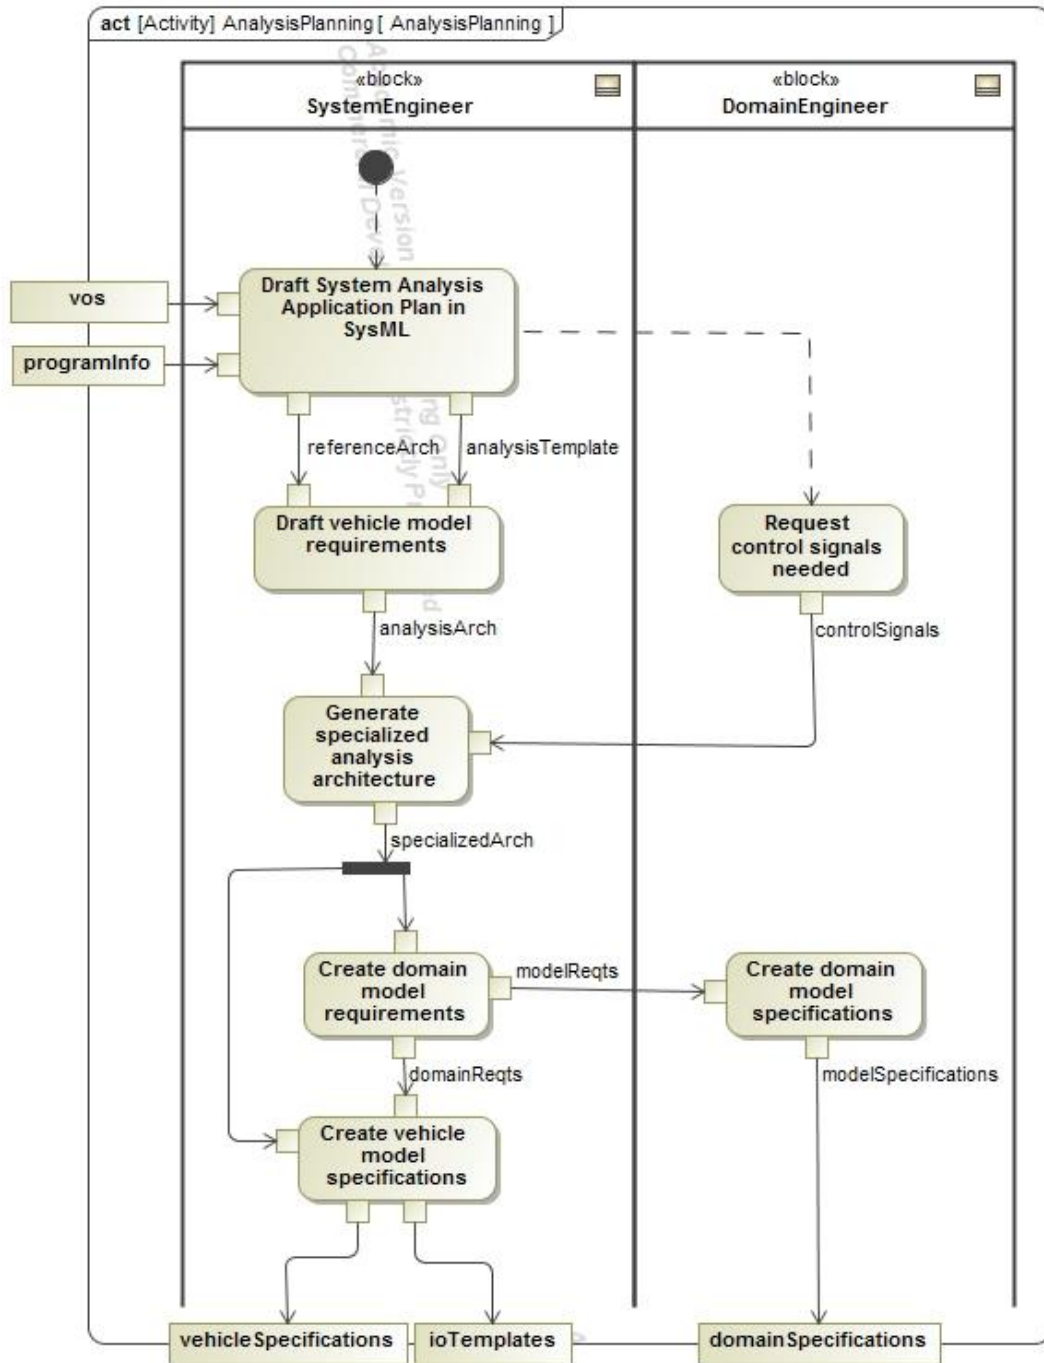 act [Activity] AnalysisPlanning [ AnalysisPlanning ]
«block»
SystemEngineer
«block»
DomainEngineer
Draft System Analysis
Application Plan in
SysML
vos
programInfo
referenceArch
analysisTemplate
Draft vehicle model
requirements
Request
control signals
needed
analysisArch
controlSignals
Generate
specialized
analysis
architecture
specializedArch
Create domain
model
requirements
modelReqts
Create domain
model
specifications
domainReqts
modelSpecifications
Create vehicle
model
specifications
vehicleSpecifications
ioTemplates
domainSpecifications